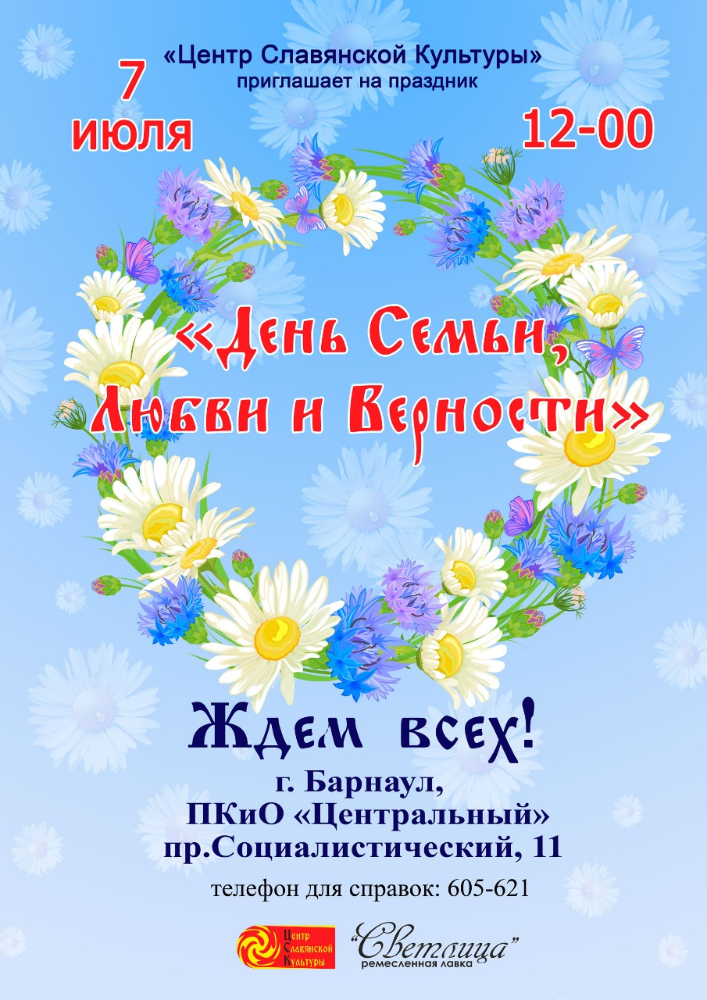 «Центр Славянской Культуры»
приглашает на праздник
7
июля
12-00
«День Семьи,
Любви и Верности»
Ждем всех!
г. Барнаул,
ПКиО «Центральный»
пр.Социалистический, 11
телефон для справок: 605-621
Центр
Славянской
Культуры
"Светлица"
ремесленная лавка